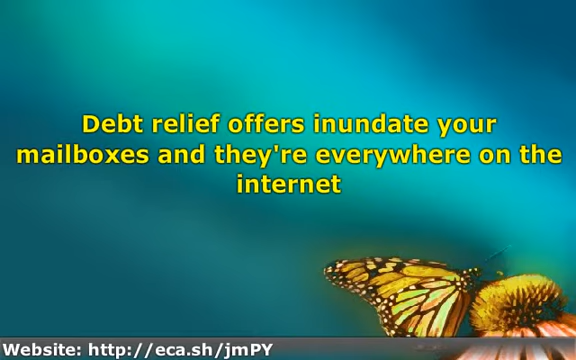 Debt relief offers inundate your
mailboxes and they're everywhere on the
internet
Website: http://eca.sh/jmPY